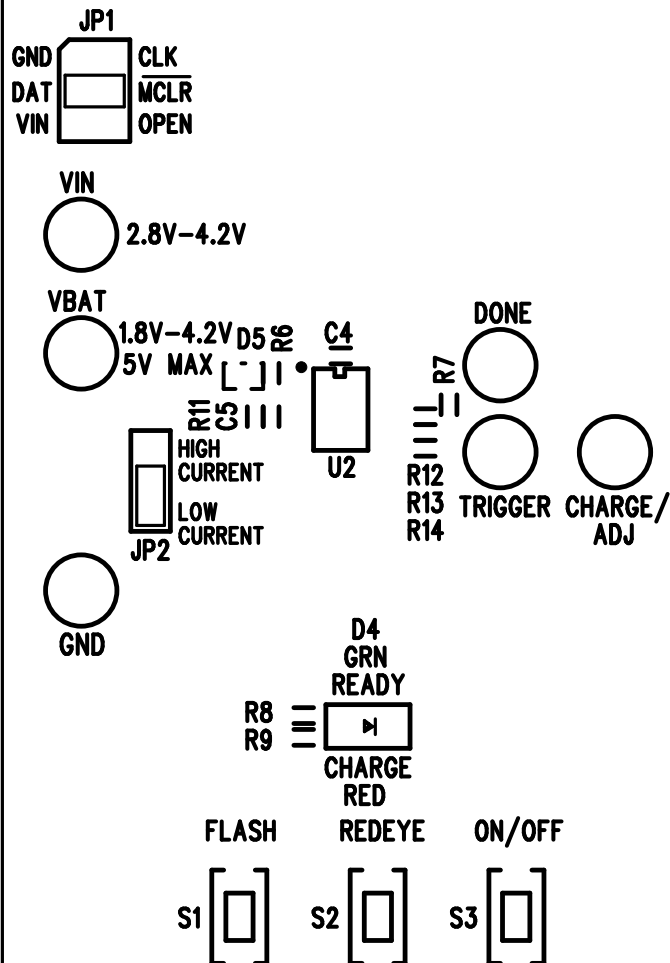 JP1
GND CLK
DAT MCLR
VIN OPEN
VIN
2.8V-4.2V
VBAT
1.8V-4.2V
5V MAX
D5
R6
C4
R11
C5
U2
DONE
R7
R12
R13
R14
TRIGGER
CHARGE/
ADJ
HIGH
CURRENT
LOW
CURRENT
JP2
GND
D4
GRN
READY
R8
R9
CHARGE
RED
FLASH REDEYE ON/OFF
S1 S2 S3